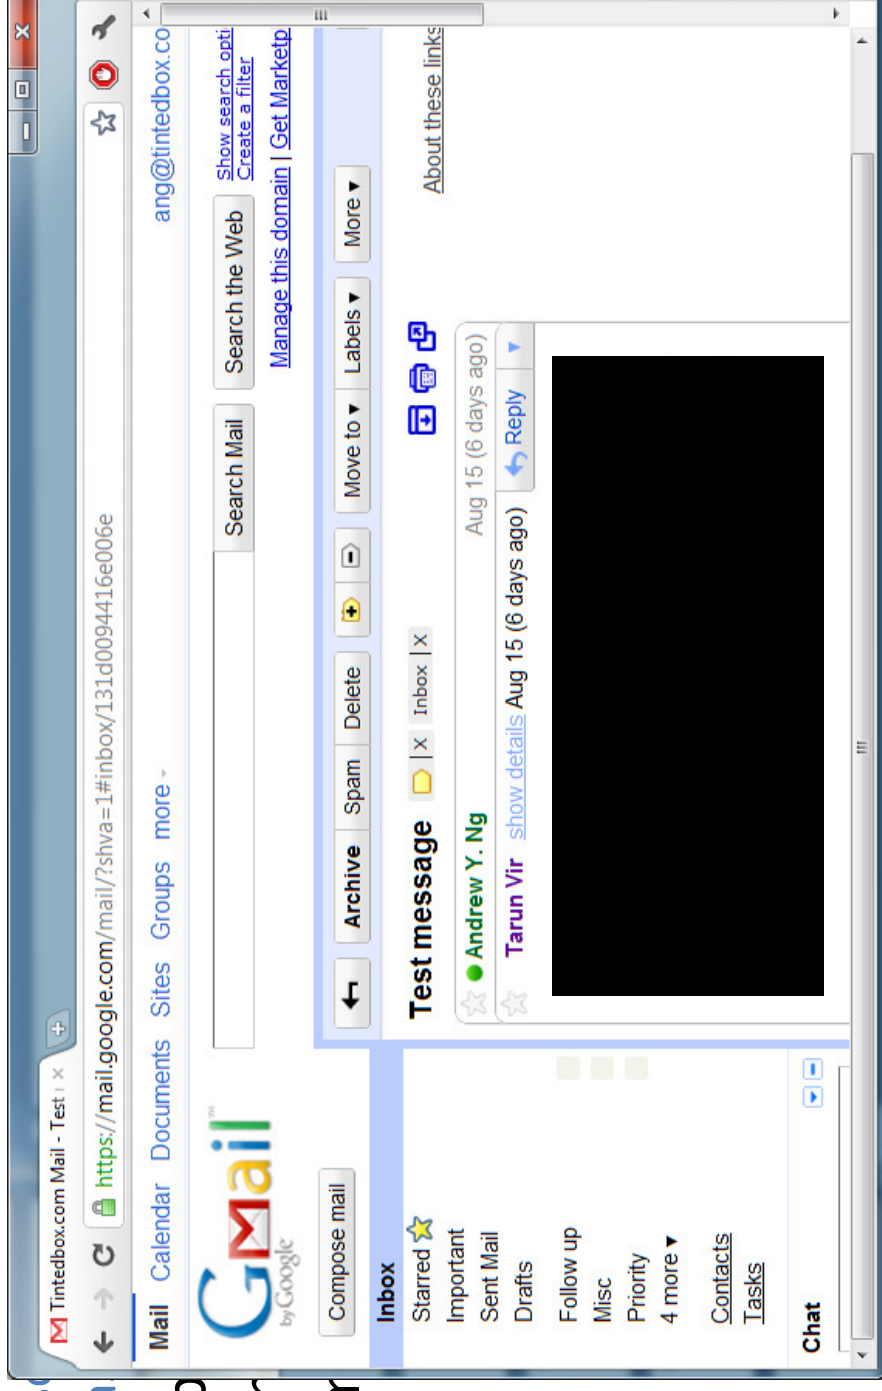 Tintedbox.com Mail - Test
https://mail.google.com/mail/?shva=1#inbox/131d0094416e006e
Mail Calendar Documents Sites Groups more
ang@tintedbox.co
GMail
by Google
Search Mail Search the Web
Show search opti
Create a filter
Manage this domain | Get Marketp
Compose mail
Inbox
Starred
Important
Sent Mail
Drafts
Follow up
Misc
Priority
4 more
Contacts
Tasks
Chat
Archive Spam Delete Move to Labels More
Test message | X Inbox | X
About these links
Andrew Y. Ng Aug 15 (6 days ago)
Tarun Vir show details Aug 15 (6 days ago) Reply